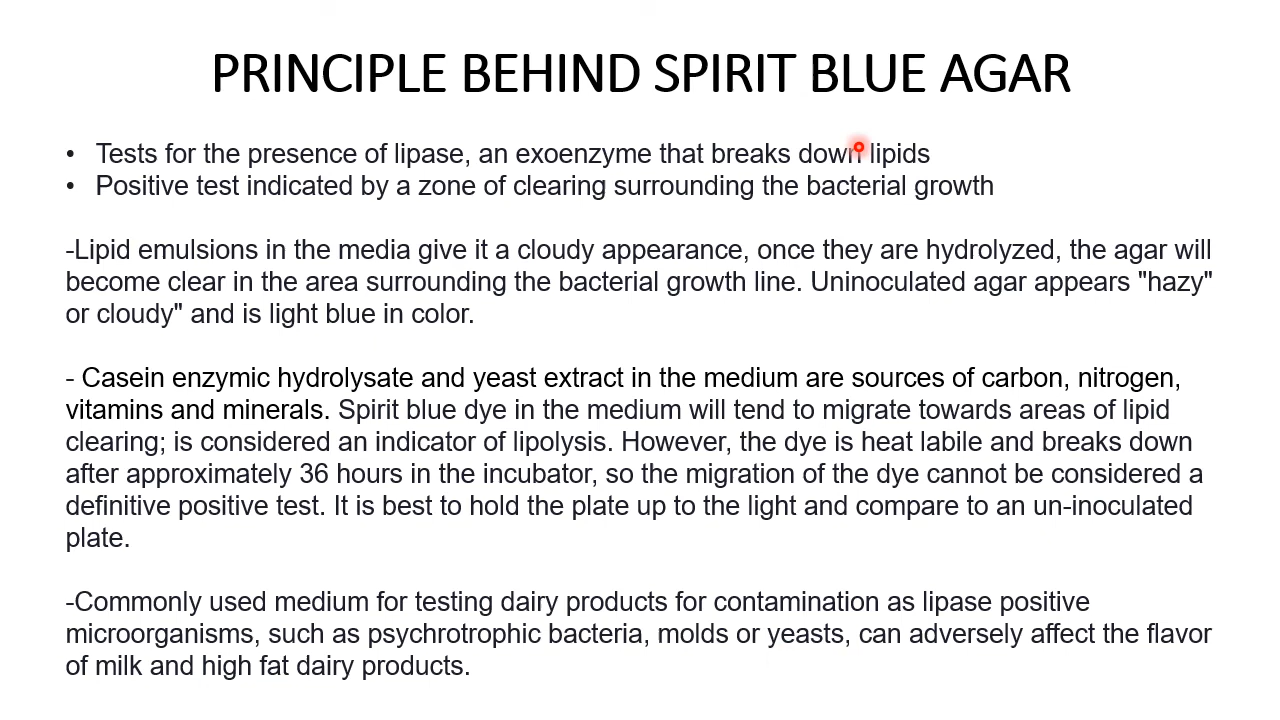 PRINCIPLE BEHIND SPIRIT BLUE AGAR
• Tests for the presence of lipase, an exoenzyme that breaks down lipids
• Positive test indicated by a zone of clearing surrounding the bacterial growth
-Lipid emulsions in the media give it a cloudy appearance, once they are hydrolyzed, the agar will
become clear in the area surrounding the bacterial growth line. Uninoculated agar appears "hazy"
or cloudy" and is light blue in color.
- Casein enzymic hydrolysate and yeast extract in the medium are sources of carbon, nitrogen,
vitamins and minerals. Spirit blue dye in the medium will tend to migrate towards areas of lipid
clearing; is considered an indicator of lipolysis. However, the dye is heat labile and breaks down
after approximately 36 hours in the incubator, so the migration of the dye cannot be considered a
definitive positive test. It is best to hold the plate up to the light and compare to an un-inoculated
plate.
-Commonly used medium for testing dairy products for contamination as lipase positive
microorganisms, such as psychrotrophic bacteria, molds or yeasts, can adversely affect the flavor
of milk and high fat dairy products.